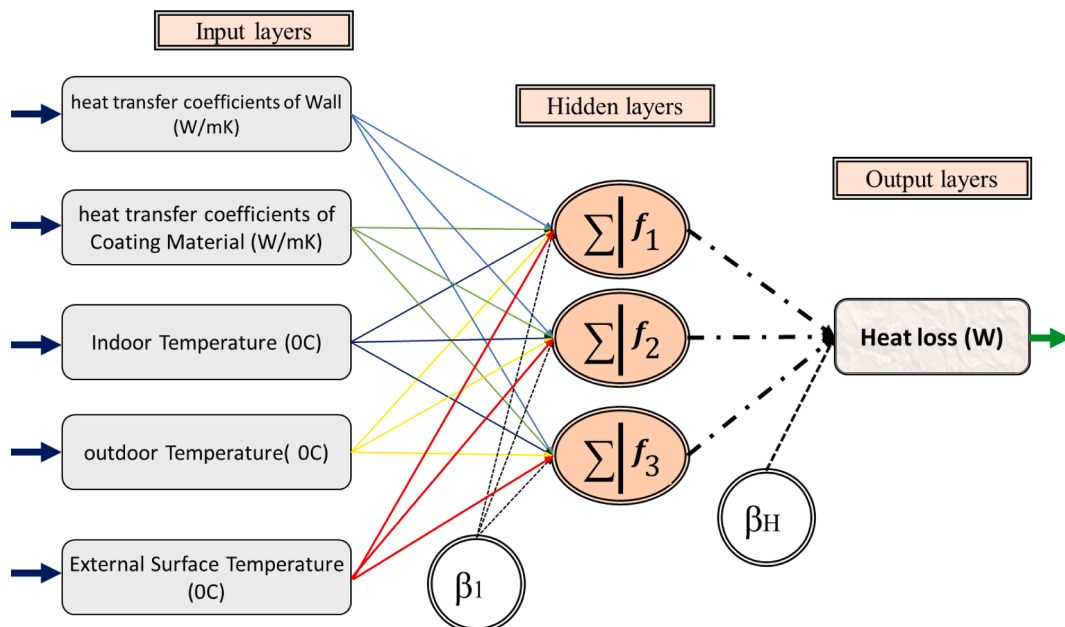 Input layers
heat transfer coefficients of Wall
(W/mK)
heat transfer coefficients of
Coating Material (W/mK)
Indoor Temperature (0C)
outdoor Temperature( 0C)
External Surface Temperature
(0C)
Hidden layers
∑| f1
∑| f2
∑| f3
β1
Output layers
Heat loss (W)
βH